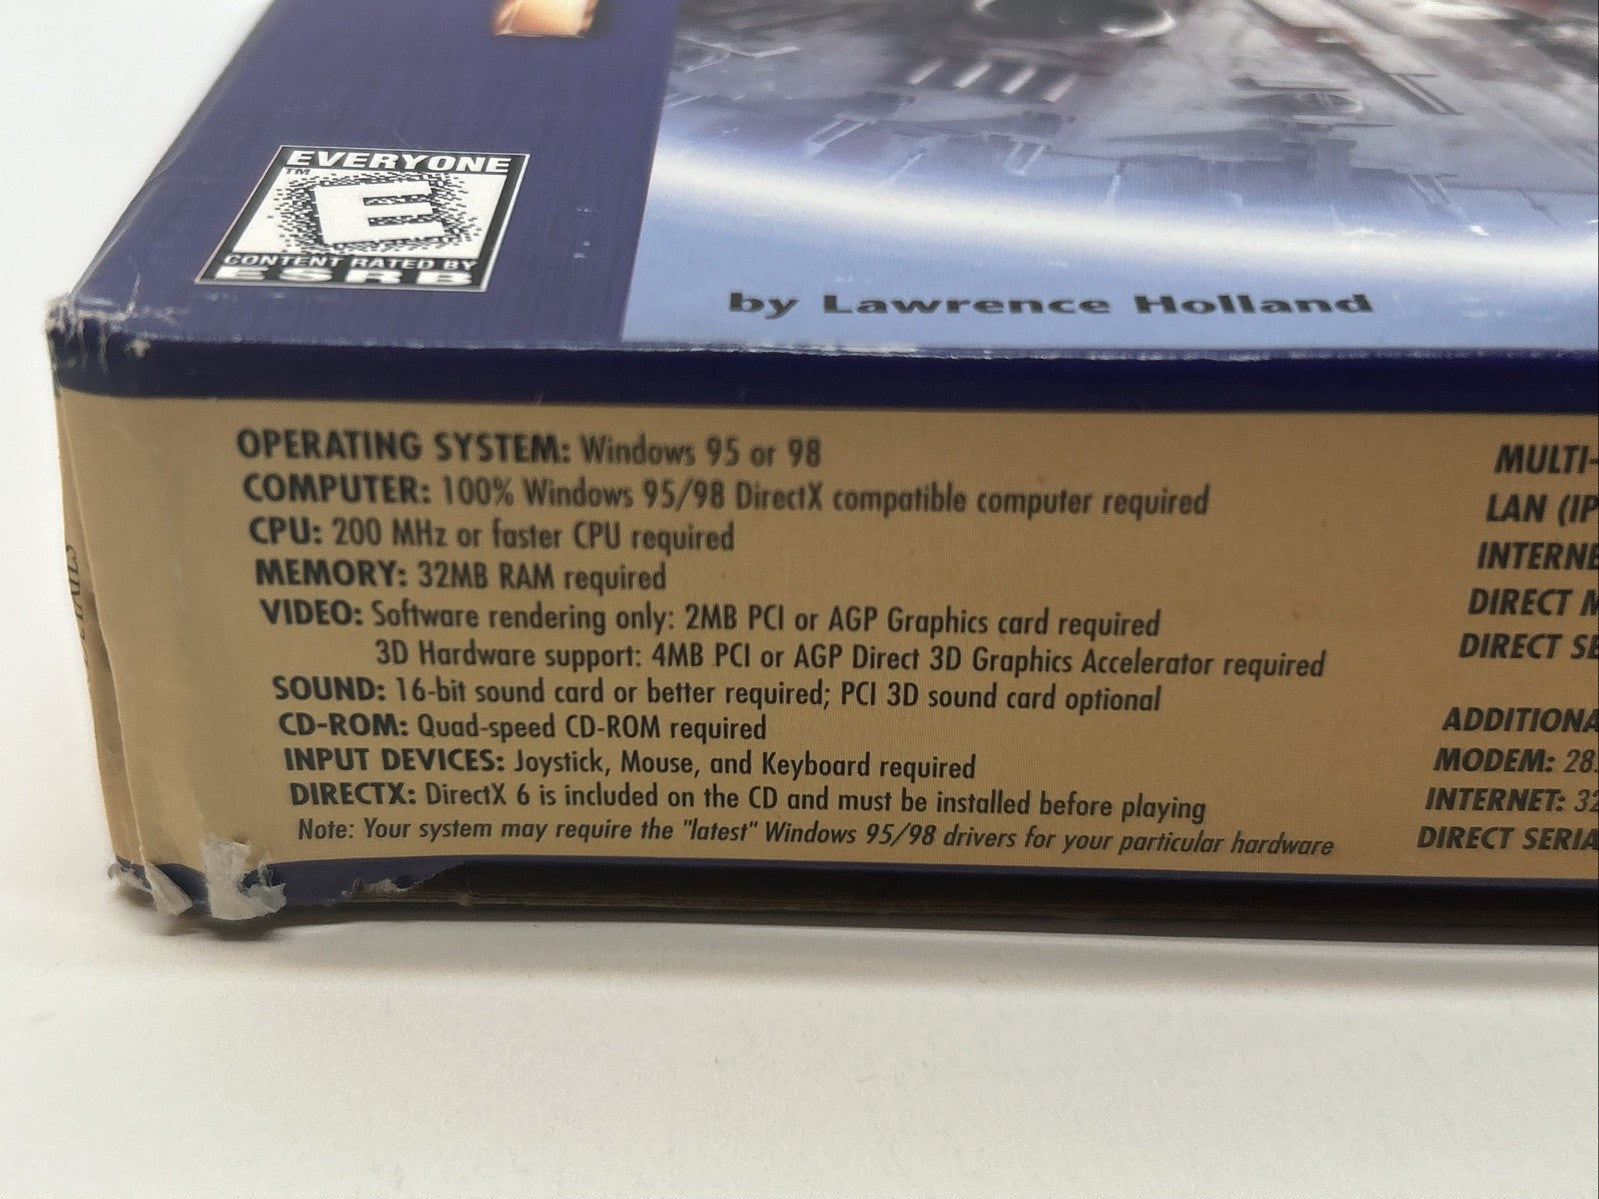 EVERYONE
TM
E
CONTENT RATED BY
ESRB
by Lawrence Holland
OPERATING SYSTEM: Windows 95 or 98
COMPUTER: 100% Windows 95/98 DirectX compatible computer required
CPU: 200 MHz or faster CPU required
MEMORY: 32MB RAM required
VIDEO: Software rendering only: 2MB PCI or AGP Graphics card required
3D Hardware support: 4MB PCI or AGP Direct 3D Graphics Accelerator required
SOUND: 16-bit sound card or better required; PCI 3D sound card optional
CD-ROM: Quad-speed CD-ROM required
INPUT DEVICES: Joystick, Mouse, and Keyboard required
DIRECTX: DirectX 6 is included on the CD and must be installed before playing
Note: Your system may require the "latest" Windows 95/98 drivers for your particular hardware
MULTI-
LAN (IP
INTERNE
DIRECT M
DIRECT SE
ADDITIONA
MODEM: 28.
INTERNET: 32
DIRECT SERIA